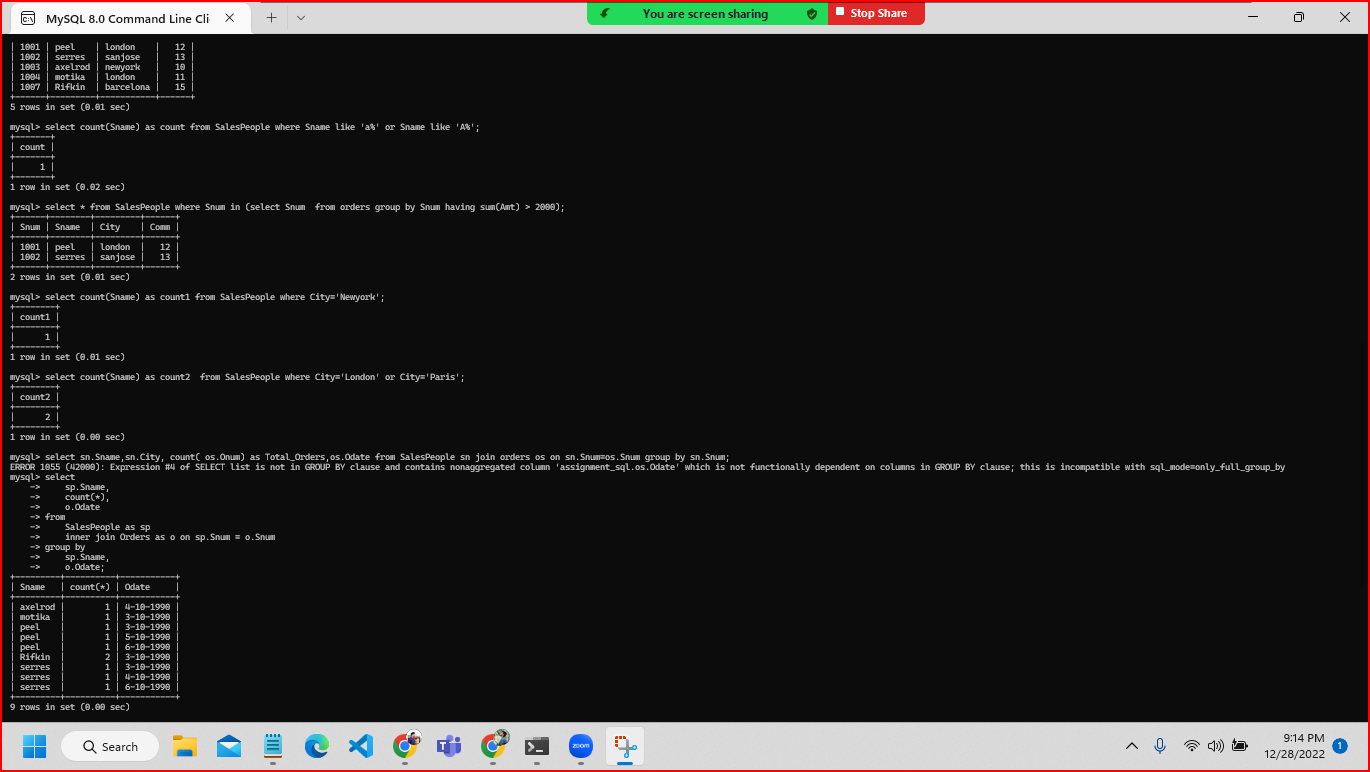 MySQL 8.0 Command Line Cli
You are screen sharing
Stop Share
| 1001 | peel    | london    |   12 |
| 1002 | serres  | sanjose   |   13 |
| 1003 | axelrod | newyork   |   10 |
| 1004 | motika  | london    |   11 |
| 1007 | Rifkin  | barcelona |   15 |
+------+---------+-----------+------+
5 rows in set (0.01 sec)
mysql> select count(Sname) as count from SalesPeople where Sname like 'a%' or Sname like 'A%';
+-------+
| count |
+-------+
|     1 |
+-------+
1 row in set (0.02 sec)
mysql> select * from SalesPeople where Snum in (select Snum  from orders group by Snum having sum(Amt) > 2000);
+------+--------+---------+------+
| Snum | Sname  | City    | Comm |
+------+--------+---------+------+
| 1001 | peel   | london  |   12 |
| 1002 | serres | sanjose |   13 |
+------+--------+---------+------+
2 rows in set (0.01 sec)
mysql> select count(Sname) as count1 from SalesPeople where City='Newyork';
+--------+
| count1 |
+--------+
|      1 |
+--------+
1 row in set (0.01 sec)
mysql> select count(Sname) as count2  from SalesPeople where City='London' or City='Paris';
+--------+
| count2 |
+--------+
|      2 |
+--------+
1 row in set (0.00 sec)
mysql> select sn.Sname,sn.City, count( os.Onum) as Total_Orders,os.Odate from SalesPeople sn join orders os on sn.Snum=os.Snum group by sn.Snum;
ERROR 1055 (42000): Expression #4 of SELECT list is not in GROUP BY clause and contains nonaggregated column 'assignment_sql.os.Odate' which is not functionally dependent on columns in GROUP BY clause; this is incompatible with sql_mode=only_full_group_by
mysql> select
    ->     sp.Sname,
    ->     count(*),
    ->     o.Odate
    -> from
    ->     SalesPeople as sp
    ->     inner join Orders as o on sp.Snum = o.Snum
    -> group by
    ->     sp.Sname,
    ->     o.Odate;
+---------+----------+-----------+
| Sname   | count(*) | Odate     |
+---------+----------+-----------+
| axelrod |        1 | 4-10-1990 |
| motika  |        1 | 3-10-1990 |
| peel    |        1 | 3-10-1990 |
| peel    |        1 | 5-10-1990 |
| peel    |        1 | 6-10-1990 |
| Rifkin  |        2 | 3-10-1990 |
| serres  |        1 | 3-10-1990 |
| serres  |        1 | 4-10-1990 |
| serres  |        1 | 6-10-1990 |
+---------+----------+-----------+
9 rows in set (0.00 sec)
Search
zoom
9:14 PM
12/28/2022
1